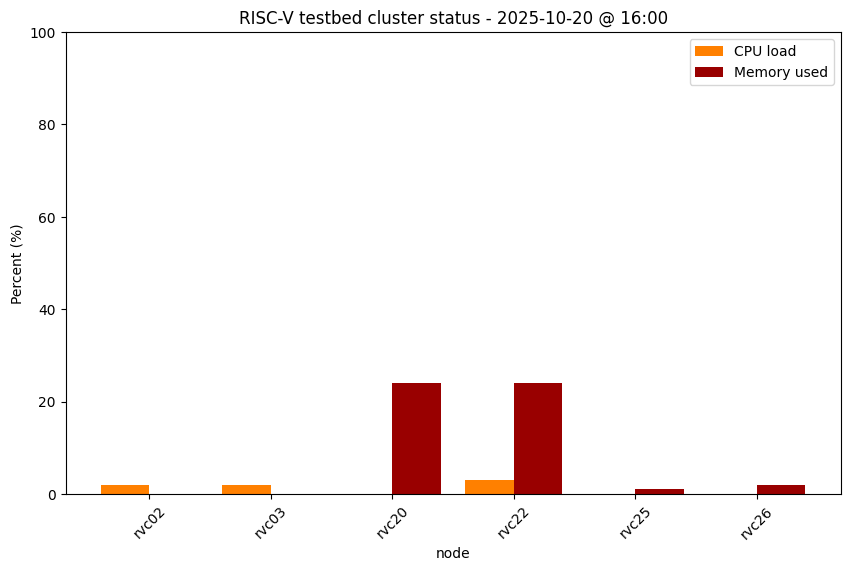 RISC-V testbed cluster status - 2025-10-20 @ 16:00
CPU load
Memory used
Percent (%)
100
80
60
40
20
0
rvc02
rvc03
rvc20
rvc22
rvc25
rvc26
node